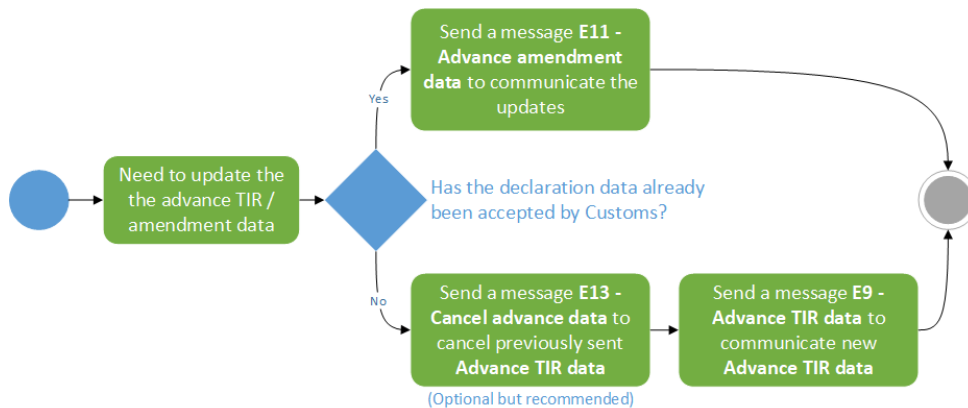 Send a message E11 -
Advance amendment
data to communicate the
updates
Yes
Need to update the
the advance TIR /
amendment data
Has the declaration data already
been accepted by Customs?
No
Send a message E13 -
Cancel advance data to
cancel previously sent
Advance TIR data
(Optional but recommended)
Send a message E9 -
Advance TIR data to
communicate new
Advance TIR data